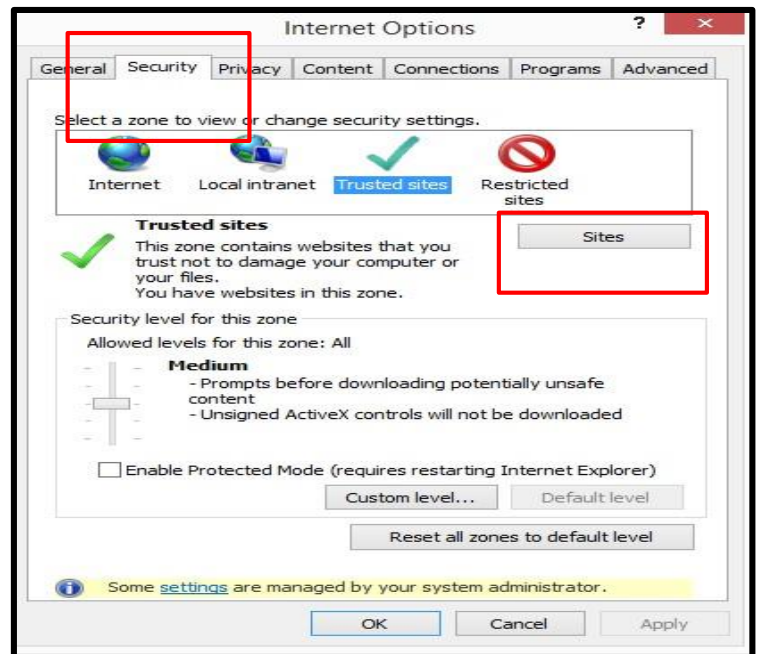 Internet Options
?
×
General Security Privacy Content Connections Programs Advanced
Select a zone to view or change security settings.
Internet Local intranet Trusted sites Restricted
sites
Trusted sites
Sites
This zone contains websites that you
trust not to damage your computer or
your files.
You have websites in this zone.
Security level for this zone
Allowed levels for this zone: All
Medium
- Prompts before downloading potentially unsafe
content
- Unsigned ActiveX controls will not be downloaded
Enable Protected Mode (requires restarting Internet Explorer)
Custom level... Default level
Reset all zones to default level
Some settings are managed by your system administrator.
OK Cancel Apply